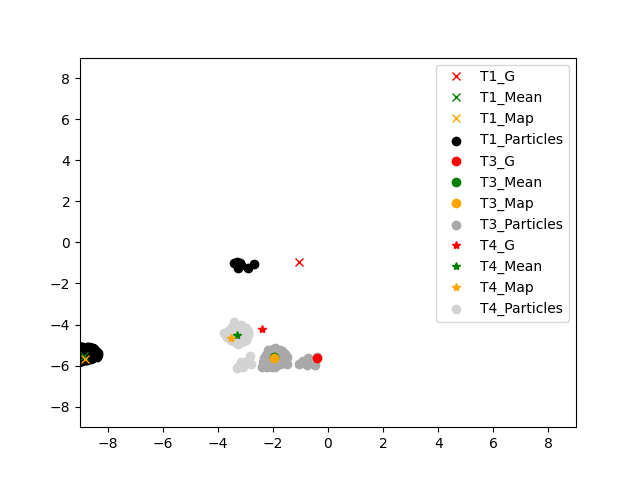 8
6
4
2
0
−2
−4
−6
−8
−8 −6 −4 −2 0 2 4 6 8
T1_G
T1_Mean
T1_Map
T1_Particles
T3_G
T3_Mean
T3_Map
T3_Particles
T4_G
T4_Mean
T4_Map
T4_Particles